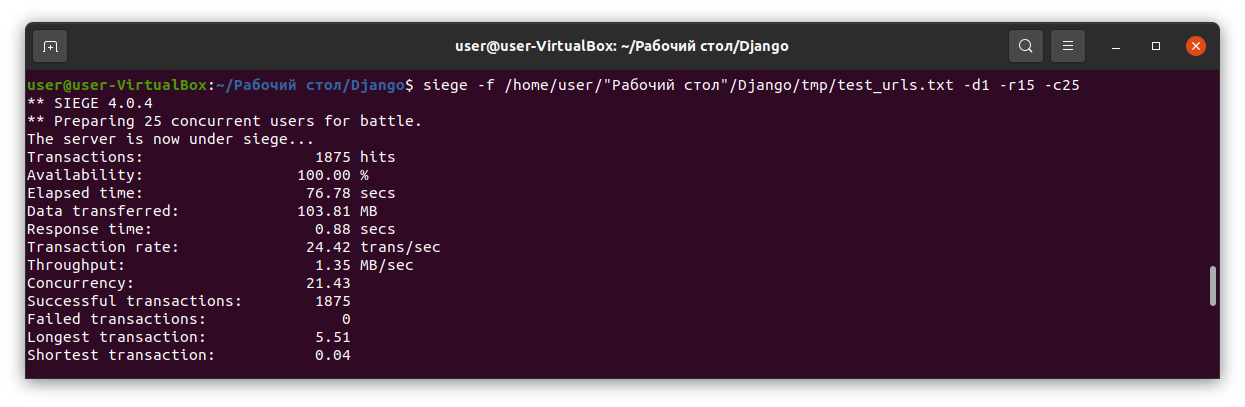 user@user-VirtualBox: ~/Рабочий стол/Django
user@user-VirtualBox:~/Рабочий стол/Django$ siege -f /home/user/"Рабочий стол"/Django/tmp/test_urls.txt -d1 -r15 -c25
** SIEGE 4.0.4
** Preparing 25 concurrent users for battle.
The server is now under siege...
Transactions: 1875 hits
Availability: 100.00 %
Elapsed time: 76.78 secs
Data transferred: 103.81 MB
Response time: 0.88 secs
Transaction rate: 24.42 trans/sec
Throughput: 1.35 MB/sec
Concurrency: 21.43
Successful transactions: 1875
Failed transactions: 0
Longest transaction: 5.51
Shortest transaction: 0.04